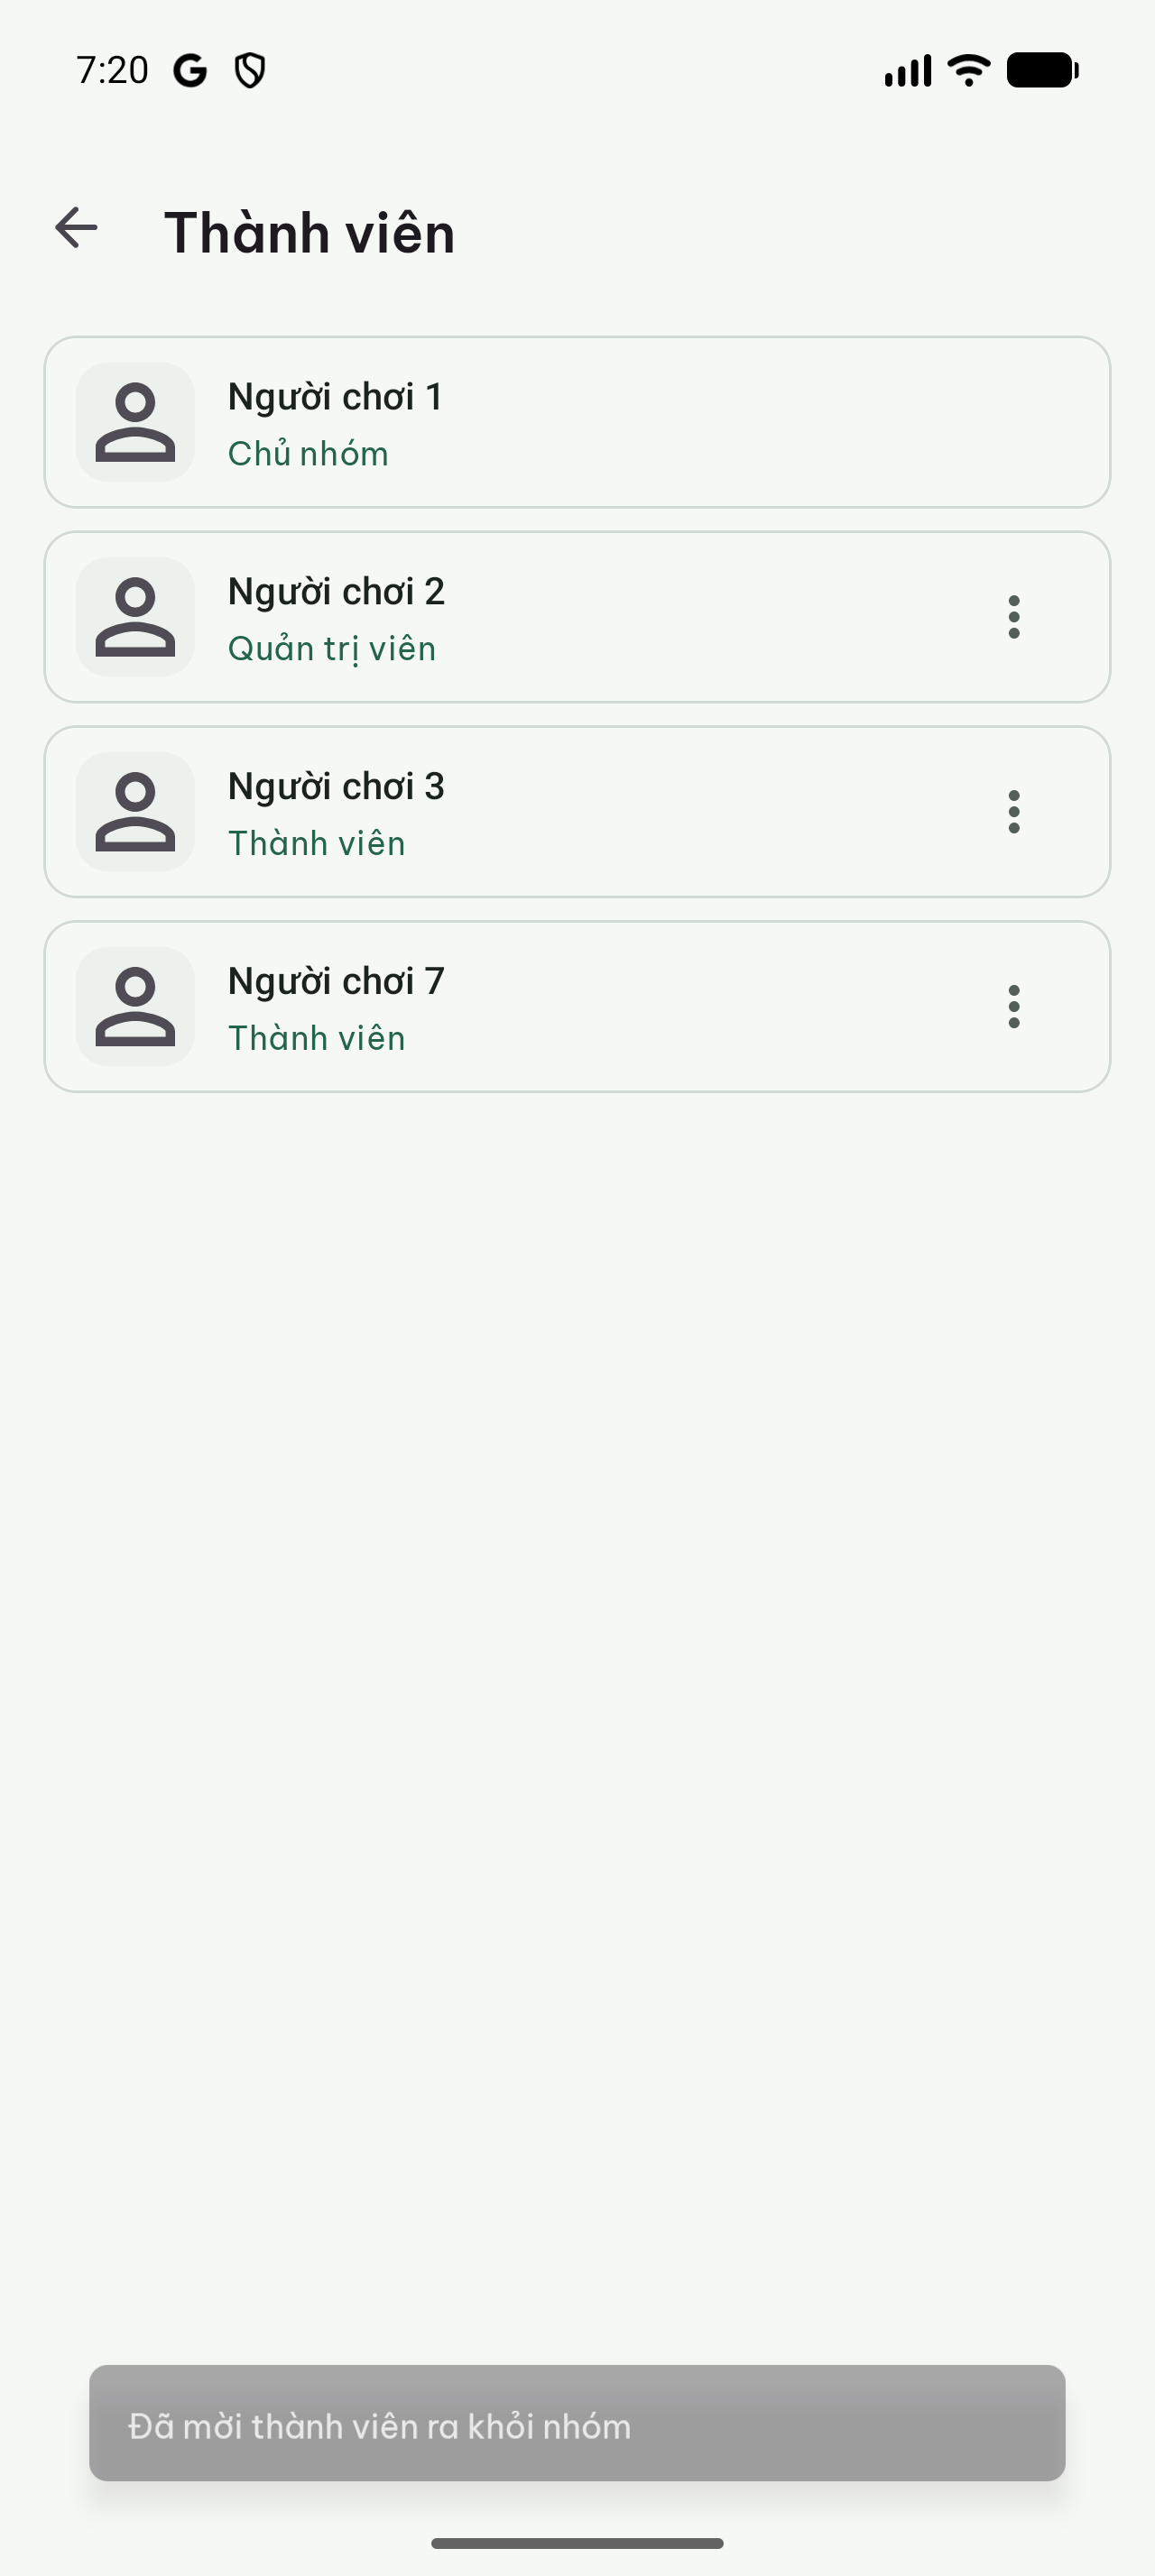 7:20
Thành viên
Người chơi 1
Chủ nhóm
Người chơi 2
Quản trị viên
Người chơi 3
Thành viên
Người chơi 7
Thành viên
Đã mời thành viên ra khỏi nhóm